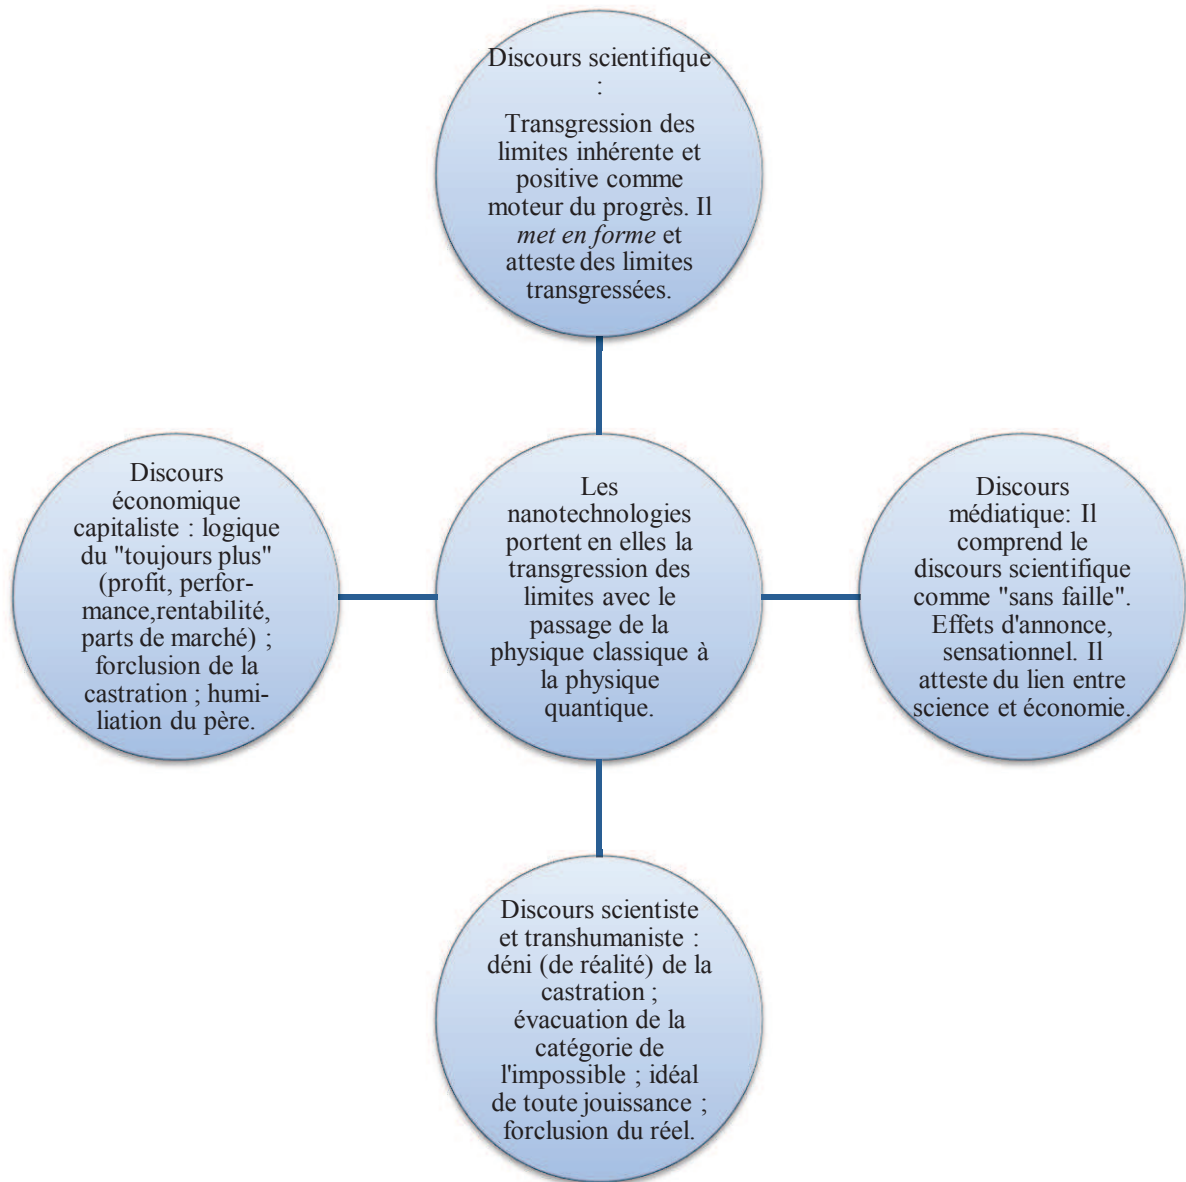 Discours scientifique
:
Transgression des
limites inhérente et
positive comme
moteur du progrès. Il
met en forme et
atteste des limites
transgressées.
Discours
économique
capitaliste : logique
du "toujours plus"
(profit, perfor-
mance,rentabilité,
parts de marché) ;
forclusion de la
castration ; humi-
liation du père.
Les
nanotechnologies
portent en elles la
transgression des
limites avec le
passage de la
physique classique à
la physique
quantique.
Discours
médiatique: Il
comprend le
discours scientifique
comme "sans faille".
Effets d'annonce,
sensationnel. Il
atteste du lien entre
science et économie.
Discours scientiste
et transhumaniste :
déni (de réalité) de la
castration ;
évacuation de la
catégorie de
l'impossible ; idéal
de toute jouissance ;
forclusion du réel.